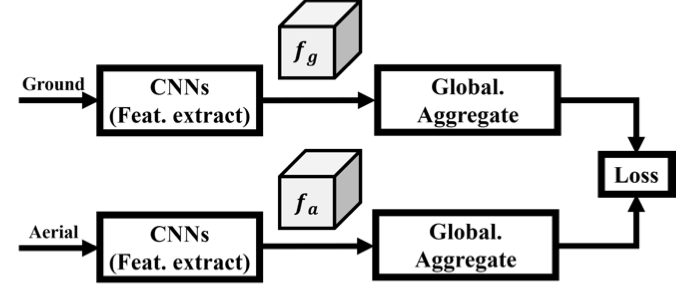 f_g
Ground
CNNs
(Feat. extract)
Global.
Aggregate
Loss
f_a
Aerial
CNNs
(Feat. extract)
Global.
Aggregate